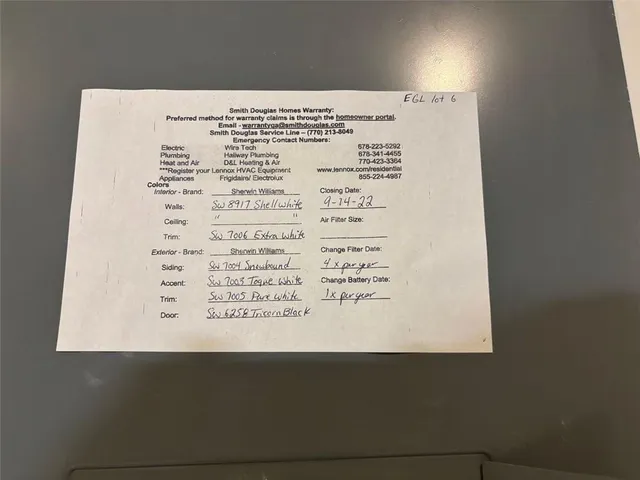 EGL lot 6
Smith Douglas Homes Warranty:
Preferred method for warranty claims is through the homeowner portal.
Email - warrantyga@smithdouglas.com
Smith Douglas Service Line – (770) 213-8049
Emergency Contact Numbers:
Electric Wire Tech 678-223-5292
Plumbing Hallway Plumbing 678-341-4455
Heat and Air D&L Heating & Air 770-423-3364
***Register your Lennox HVAC Equipment www.lennox.com/residential
Appliances Frigidaire/ Electrolux 855-224-4987
Colors
Interior - Brand: Sherwin Williams Closing Date:
Walls: SW 8917 Shell white 9-14-22
Ceiling: " " Air Filter Size:
Trim: SW 7006 Extra White
Exterior - Brand: Sherwin Williams Change Filter Date:
Siding: SW 7004 Snowbound 4 x per year
Accent: SW 7003 Toque White Change Battery Date:
Trim: SW 7005 Pure White 1x per year
Door: SW 6258 Tricorn Black